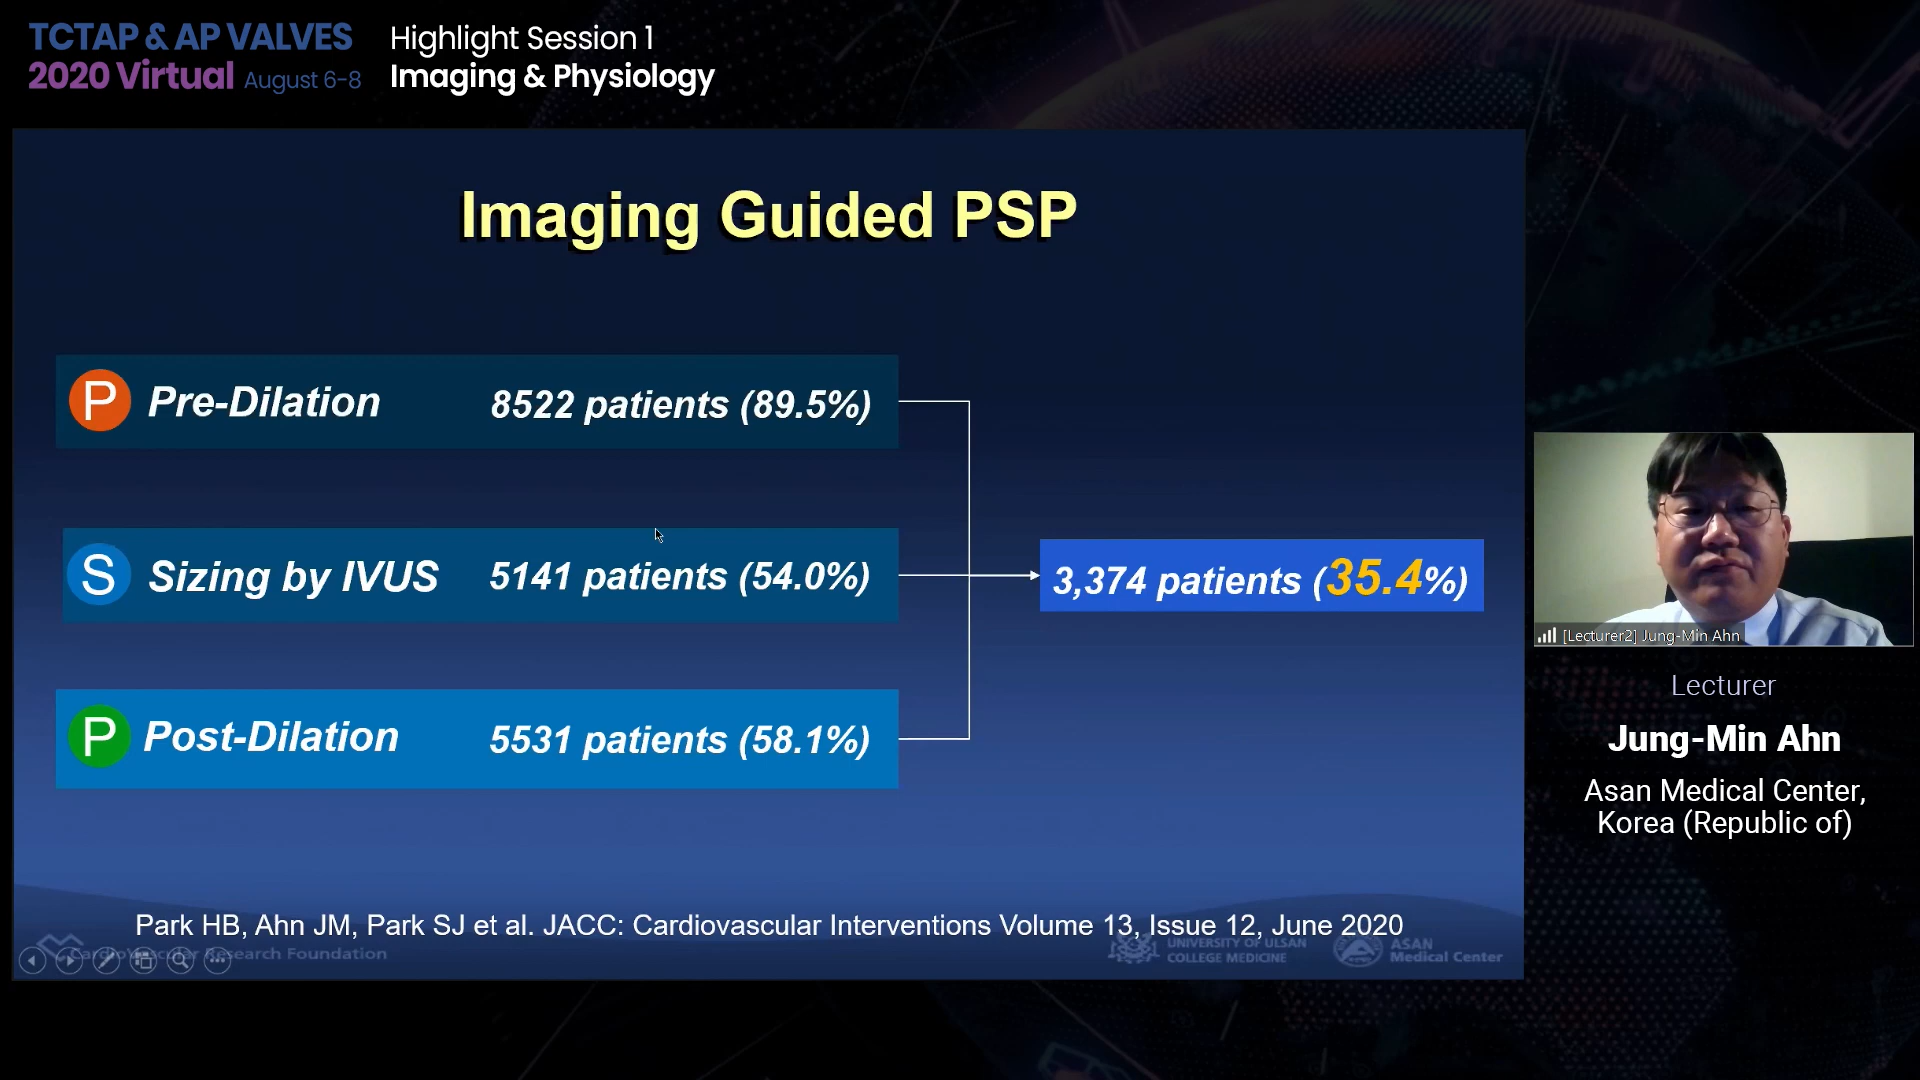 TCTAP & AP VALVES
2020 Virtual August 6-8
Highlight Session 1
Imaging & Physiology
Imaging Guided PSP
P Pre-Dilation 8522 patients (89.5%)
S Sizing by IVUS 5141 patients (54.0%)
3,374 patients (35.4%)
P Post-Dilation 5531 patients (58.1%)
Park HB, Ahn JM, Park SJ et al. JACC: Cardiovascular Interventions Volume 13, Issue 12, June 2020
CardioVascular Research Foundation
UNIVERSITY OF ULSAN
COLLEGE MEDICINE
ASAN
Medical Center
[Lecturer2] Jung-Min Ahn
Lecturer
Jung-Min Ahn
Asan Medical Center,
Korea (Republic of)